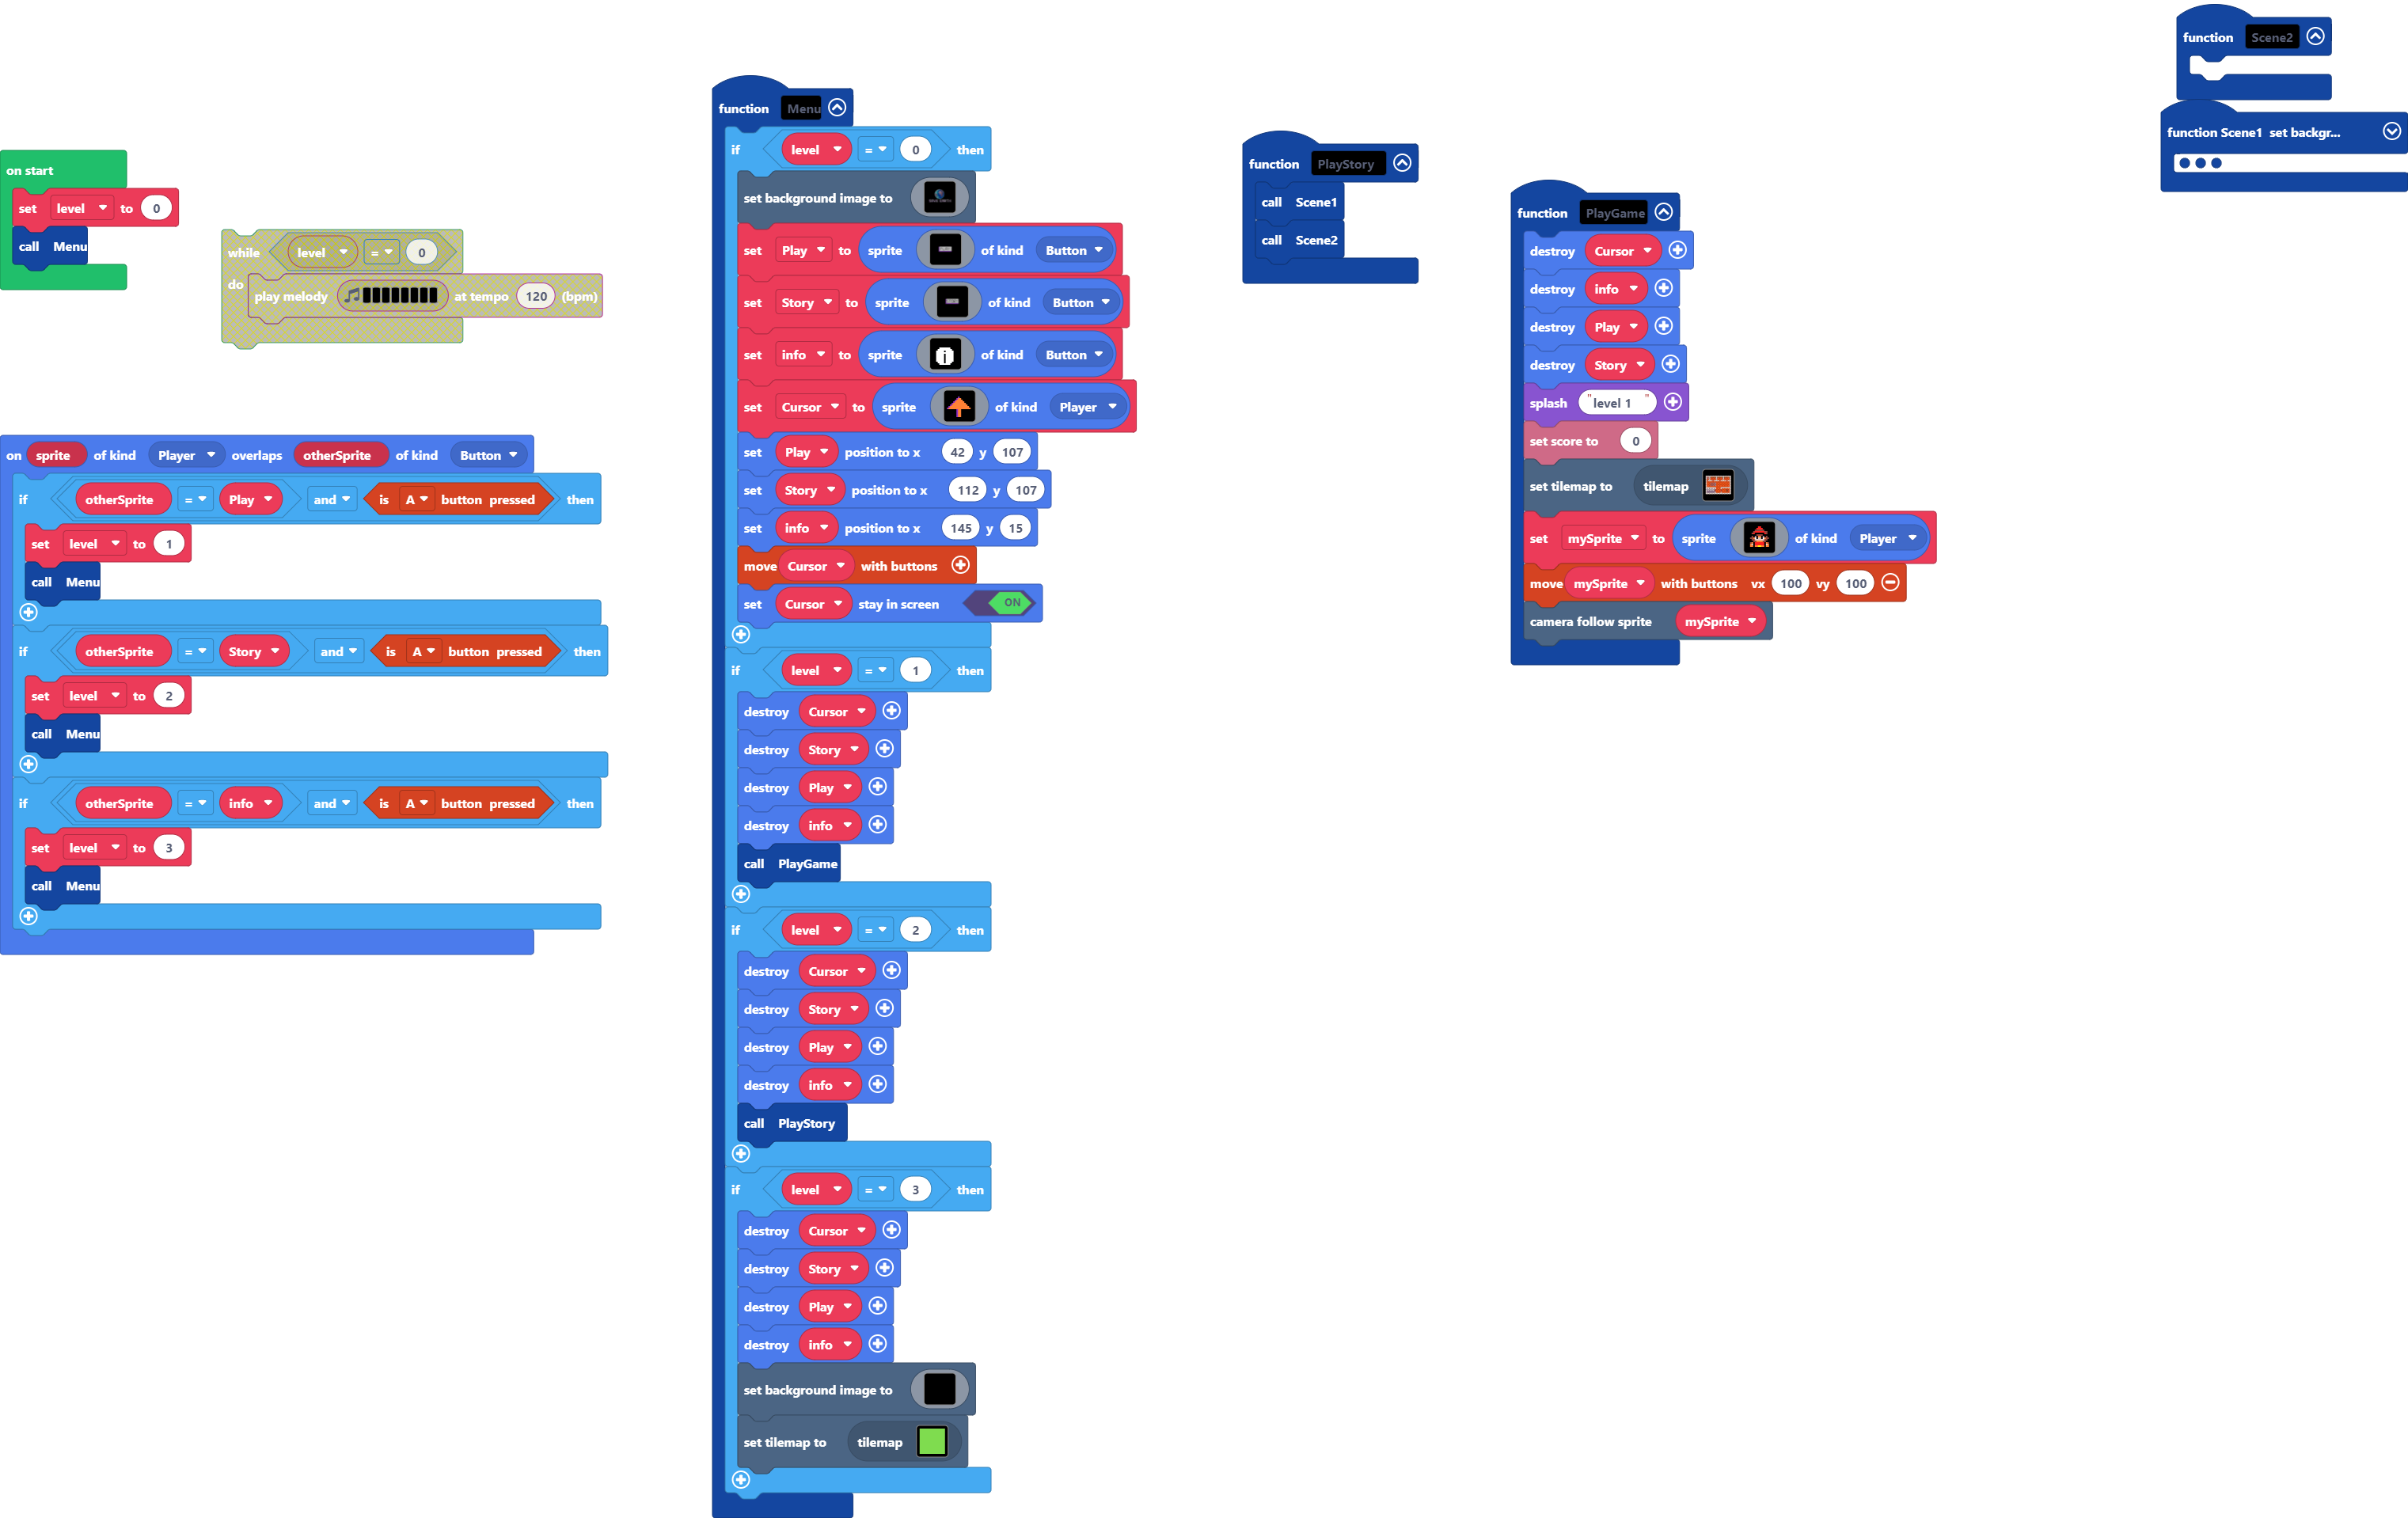 on start
set level to 0
call Menu
while level = 0
do
play melody at tempo 120 (bpm)
on sprite of kind Player overlaps otherSprite of kind Button
if otherSprite = Play and is A button pressed then
set level to 1
call Menu
if otherSprite = Story and is A button pressed then
set level to 2
call Menu
if otherSprite = info and is A button pressed then
set level to 3
call Menu
function Menu
if level = 0 then
set background image to
set Play to sprite of kind Button
set Story to sprite of kind Button
set info to sprite of kind Button
set Cursor to sprite of kind Player
set Play position to x 42 y 107
set Story position to x 112 y 107
set info position to x 145 y 15
move Cursor with buttons
set Cursor stay in screen ON
if level = 1 then
destroy Cursor
destroy Story
destroy Play
destroy info
call PlayGame
if level = 2 then
destroy Cursor
destroy Story
destroy Play
destroy info
call PlayStory
if level = 3 then
destroy Cursor
destroy Story
destroy Play
destroy info
set background image to
set tilemap to tilemap
function PlayStory
call Scene1
call Scene2
function PlayGame
destroy Cursor
destroy info
destroy Play
destroy Story
splash "level 1"
set score to 0
set tilemap to tilemap
set mySprite to sprite of kind Player
move mySprite with buttons vx 100 vy 100
camera follow sprite mySprite
function Scene2
function Scene1 set backgr...